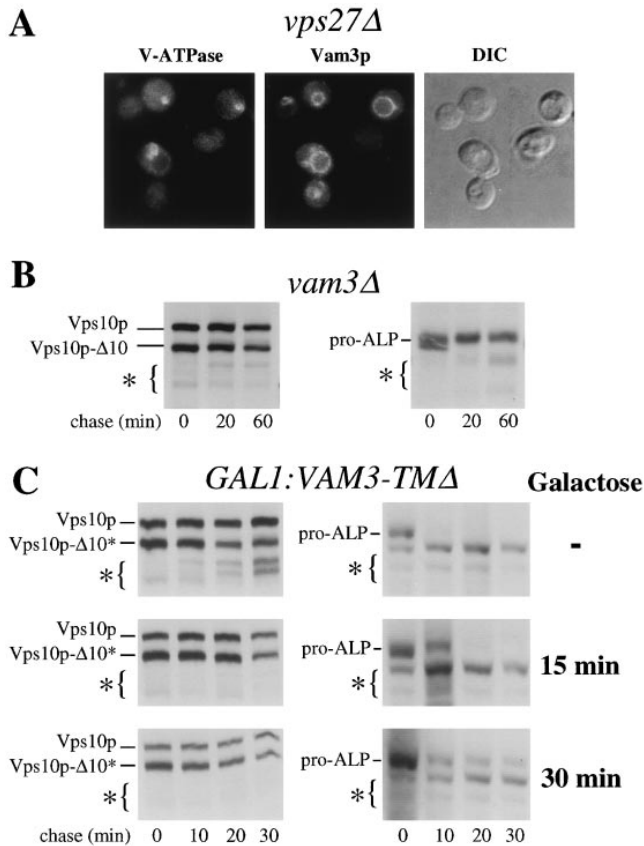 A
vps27Δ
V-ATPase Vam3p DIC
B
vam3Δ
Vps10p
Vps10p-Δ10
*{
chase (min) 0 20 60
pro-ALP
*{
0 20 60
C
GAL1:VAM3-TMΔ Galactose
Vps10p
Vps10p-Δ10*
*{
pro-ALP
*{
-
Vps10p
Vps10p-Δ10*
*{
pro-ALP
*{
15 min
Vps10p
Vps10p-Δ10*
*{
pro-ALP
*{
30 min
chase (min) 0 10 20 30 0 10 20 30